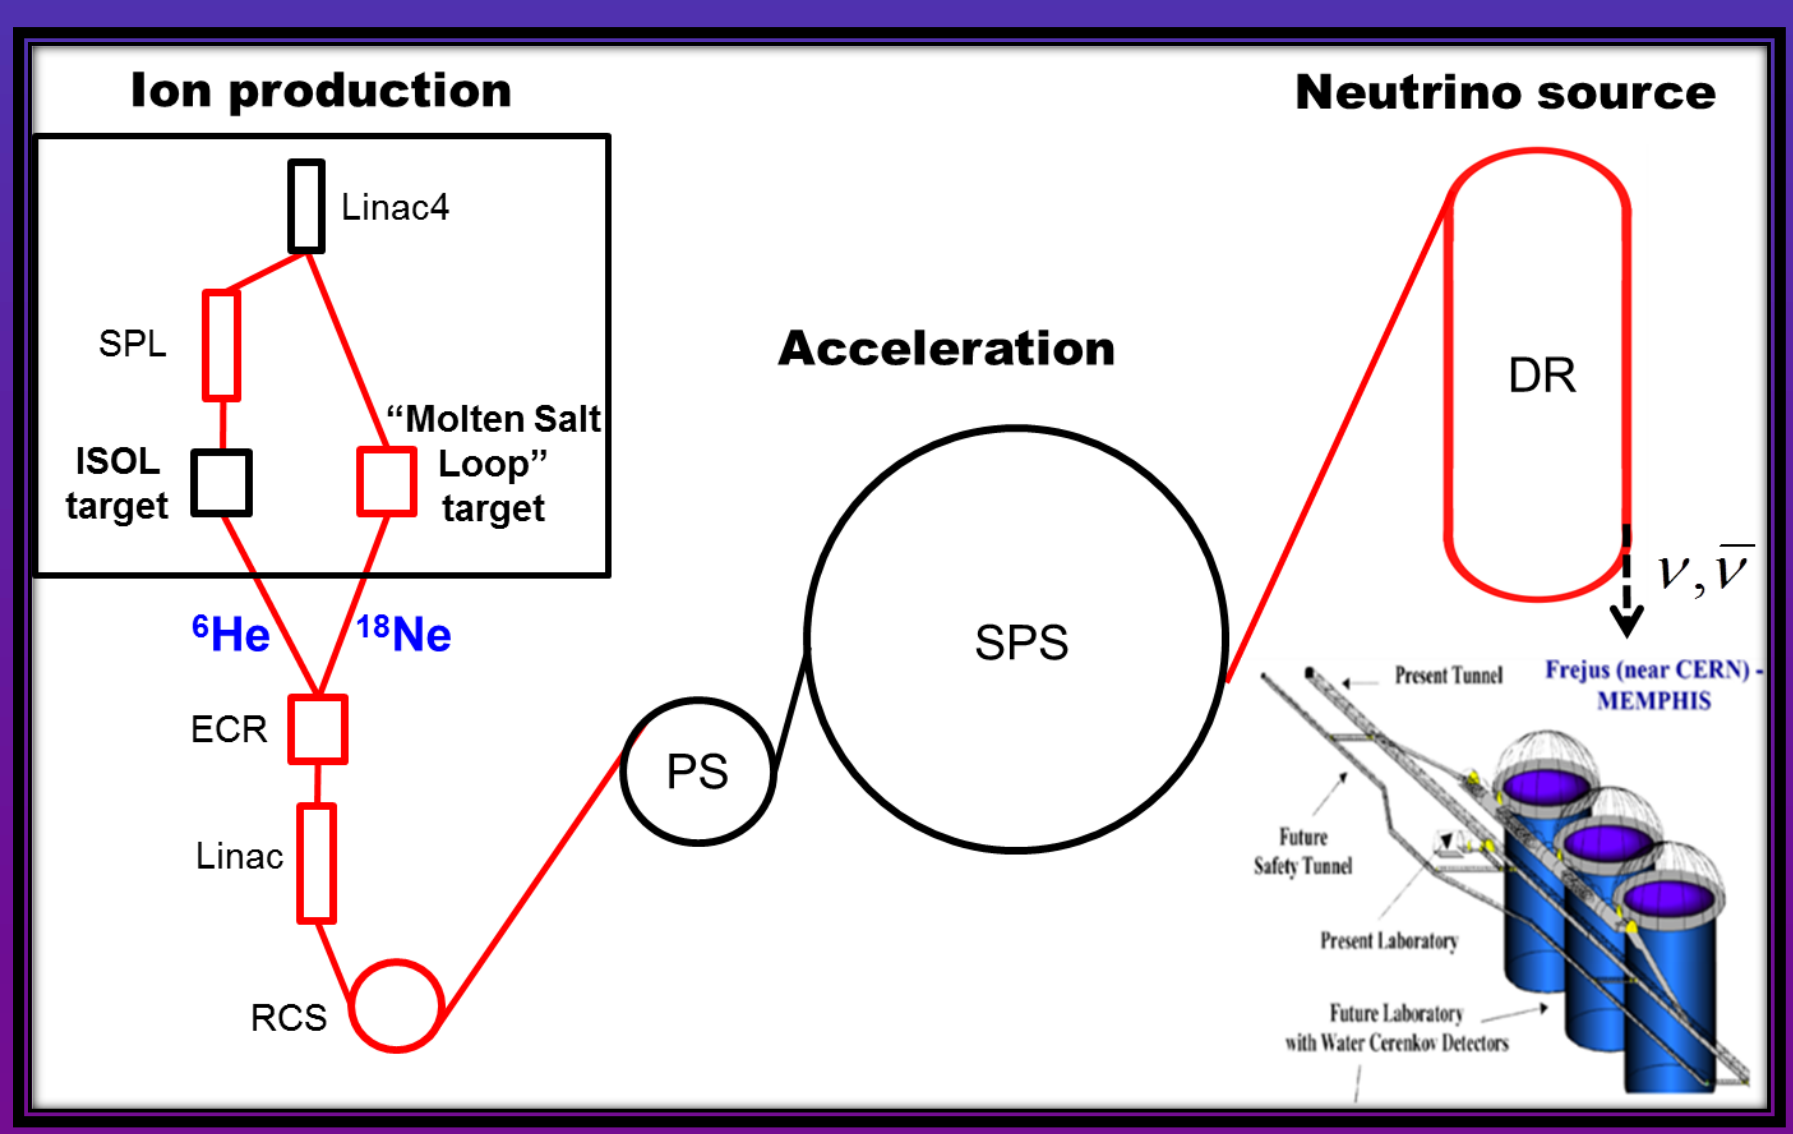 Ion production
Linac4
SPL
ISOL
target
“Molten Salt
Loop”
target
⁶He
¹⁸Ne
ECR
Linac
RCS
Acceleration
PS
SPS
Neutrino source
DR
ν, ν̅
Frejus (near CERN) -
MEMPHIS
Present Tunnel
Future
Safety Tunnel
Present Laboratory
Future Laboratory
with Water Cerenkov Detectors